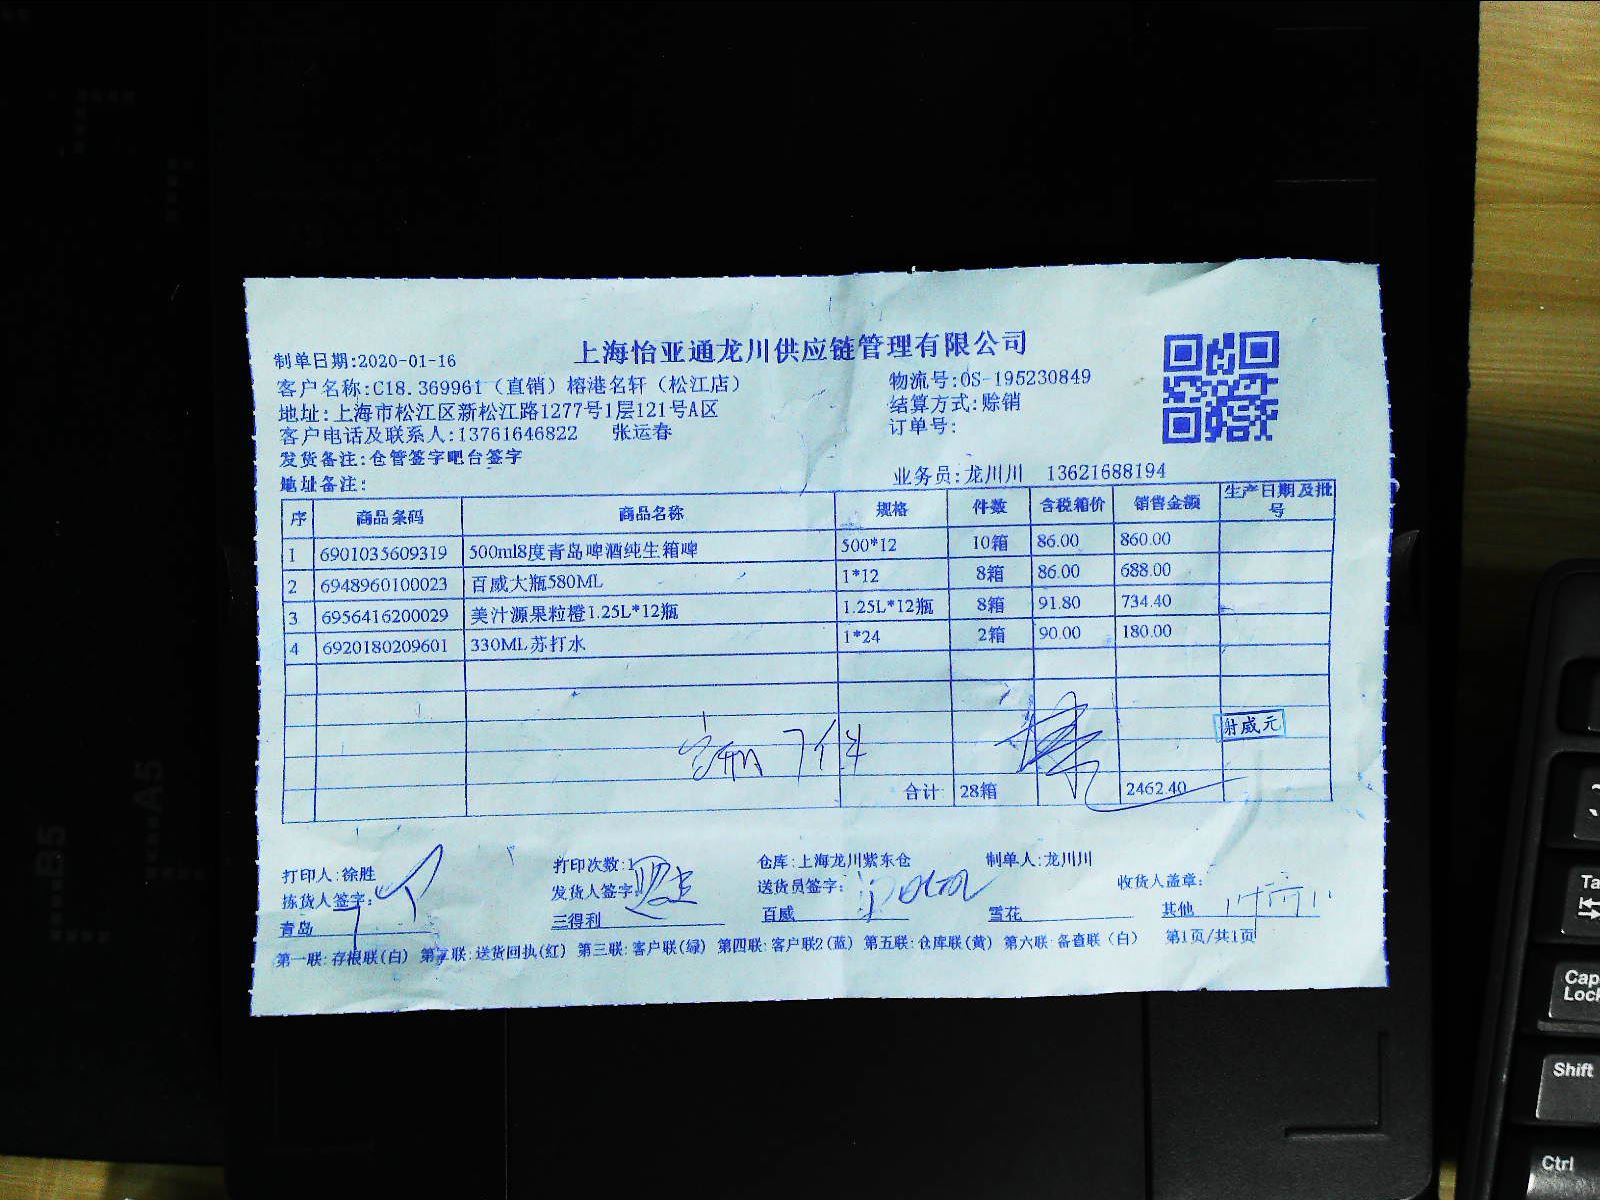 上海怡亚通龙川供应链管理有限公司
制单日期:2020-01-16
客户名称:C18.369961（直销）榕港名轩（松江店） 物流号:OS-195230849
地址:上海市松江区新松江路1277号1层121号A区 结算方式:赊销
客户电话及联系人:13761646822 张运春 订单号:
发货备注:仓管签字吧台签字
地址备注: 业务员:龙川川 13621688194
序 商品条码 商品名称 规格 件数 含税箱价 销售金额 生产日期及批号
1 6901035609319 500ml8度青岛啤酒纯生箱啤 500*12 10箱 86.00 860.00
2 6948960100023 百威大瓶580ML 1*12 8箱 86.00 688.00
3 6956416200029 美汁源果粒橙1.25L*12瓶 1.25L*12瓶 8箱 91.80 734.40
4 6920180209601 330ML苏打水 1*24 2箱 90.00 180.00
7件
威元
合计 28箱 2462.40
打印人:徐胜 打印次数:1 仓库:上海龙川紫东仓 制单人:龙川川
拣货人签字: 发货人签字: 送货员签字: 收货人盖章:
青岛 三得利 百威 雪花 其他
第一联:存根联(白) 第二联:送货回执(红) 第三联:客户联(绿) 第四联:客户联2(蓝) 第五联:仓库联(黄) 第六联:备查联(白) 第1页/共1页
B5
A5
Caps Lock
Shift
Ctrl